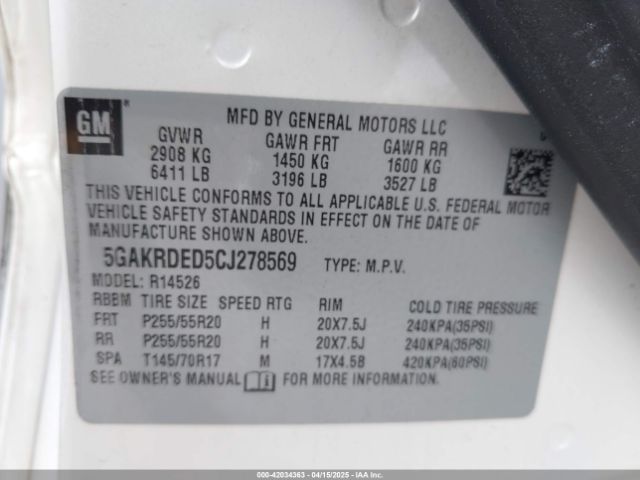 GM
MFD BY GENERAL MOTORS LLC
GVWR GAWR FRT GAWR RR
2908 KG 1450 KG 1600 KG
6411 LB 3196 LB 3527 LB
THIS VEHICLE CONFORMS TO ALL APPLICABLE U.S. FEDERAL MOTOR
VEHICLE SAFETY STANDARDS IN EFFECT ON THE DATE OF
MANUFACTURE SHOWN ABOVE.
5GAKRDED5CJ278569 TYPE: M.P.V.
MODEL: R14526
RBBM TIRE SIZE SPEED RTG RIM COLD TIRE PRESSURE
FRT P255/55R20 H 20X7.5J 240KPA(35PSI)
RR P255/55R20 H 20X7.5J 240KPA(35PSI)
SPA T145/70R17 M 17X4.5B 420KPA(60PSI)
SEE OWNER'S MANUAL FOR MORE INFORMATION.
000-42034363 - 04/15/2025 - IAAI.COM